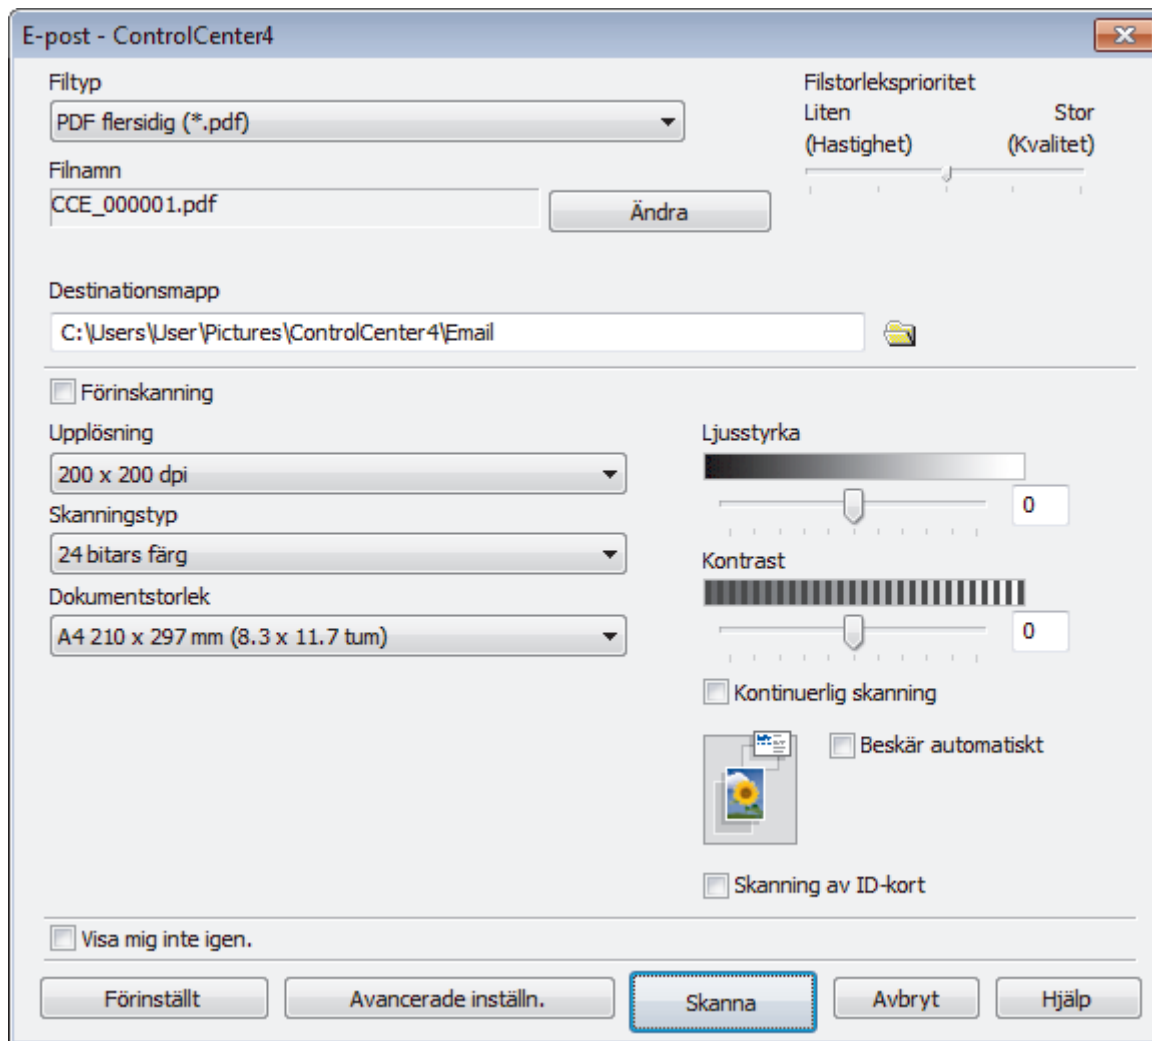 E-post - ControlCenter4
Filtyp
PDF flersidig (*.pdf)
Filstorleksprioritet
Liten Stor
(Hastighet) (Kvalitet)
Filnamn
CCE_000001.pdf
Ändra
Destinationsmapp
C:\Users\User\Pictures\ControlCenter4\Email
Förinskanning
Upplösning
200 x 200 dpi
Skanningstyp
24 bitars färg
Dokumentstorlek
A4 210 x 297 mm (8.3 x 11.7 tum)
Ljusstyrka
0
Kontrast
0
Kontinuerlig skanning
Beskär automatiskt
Skanning av ID-kort
Visa mig inte igen.
Förinställt Avancerade inställn. Skanna Avbryt Hjälp